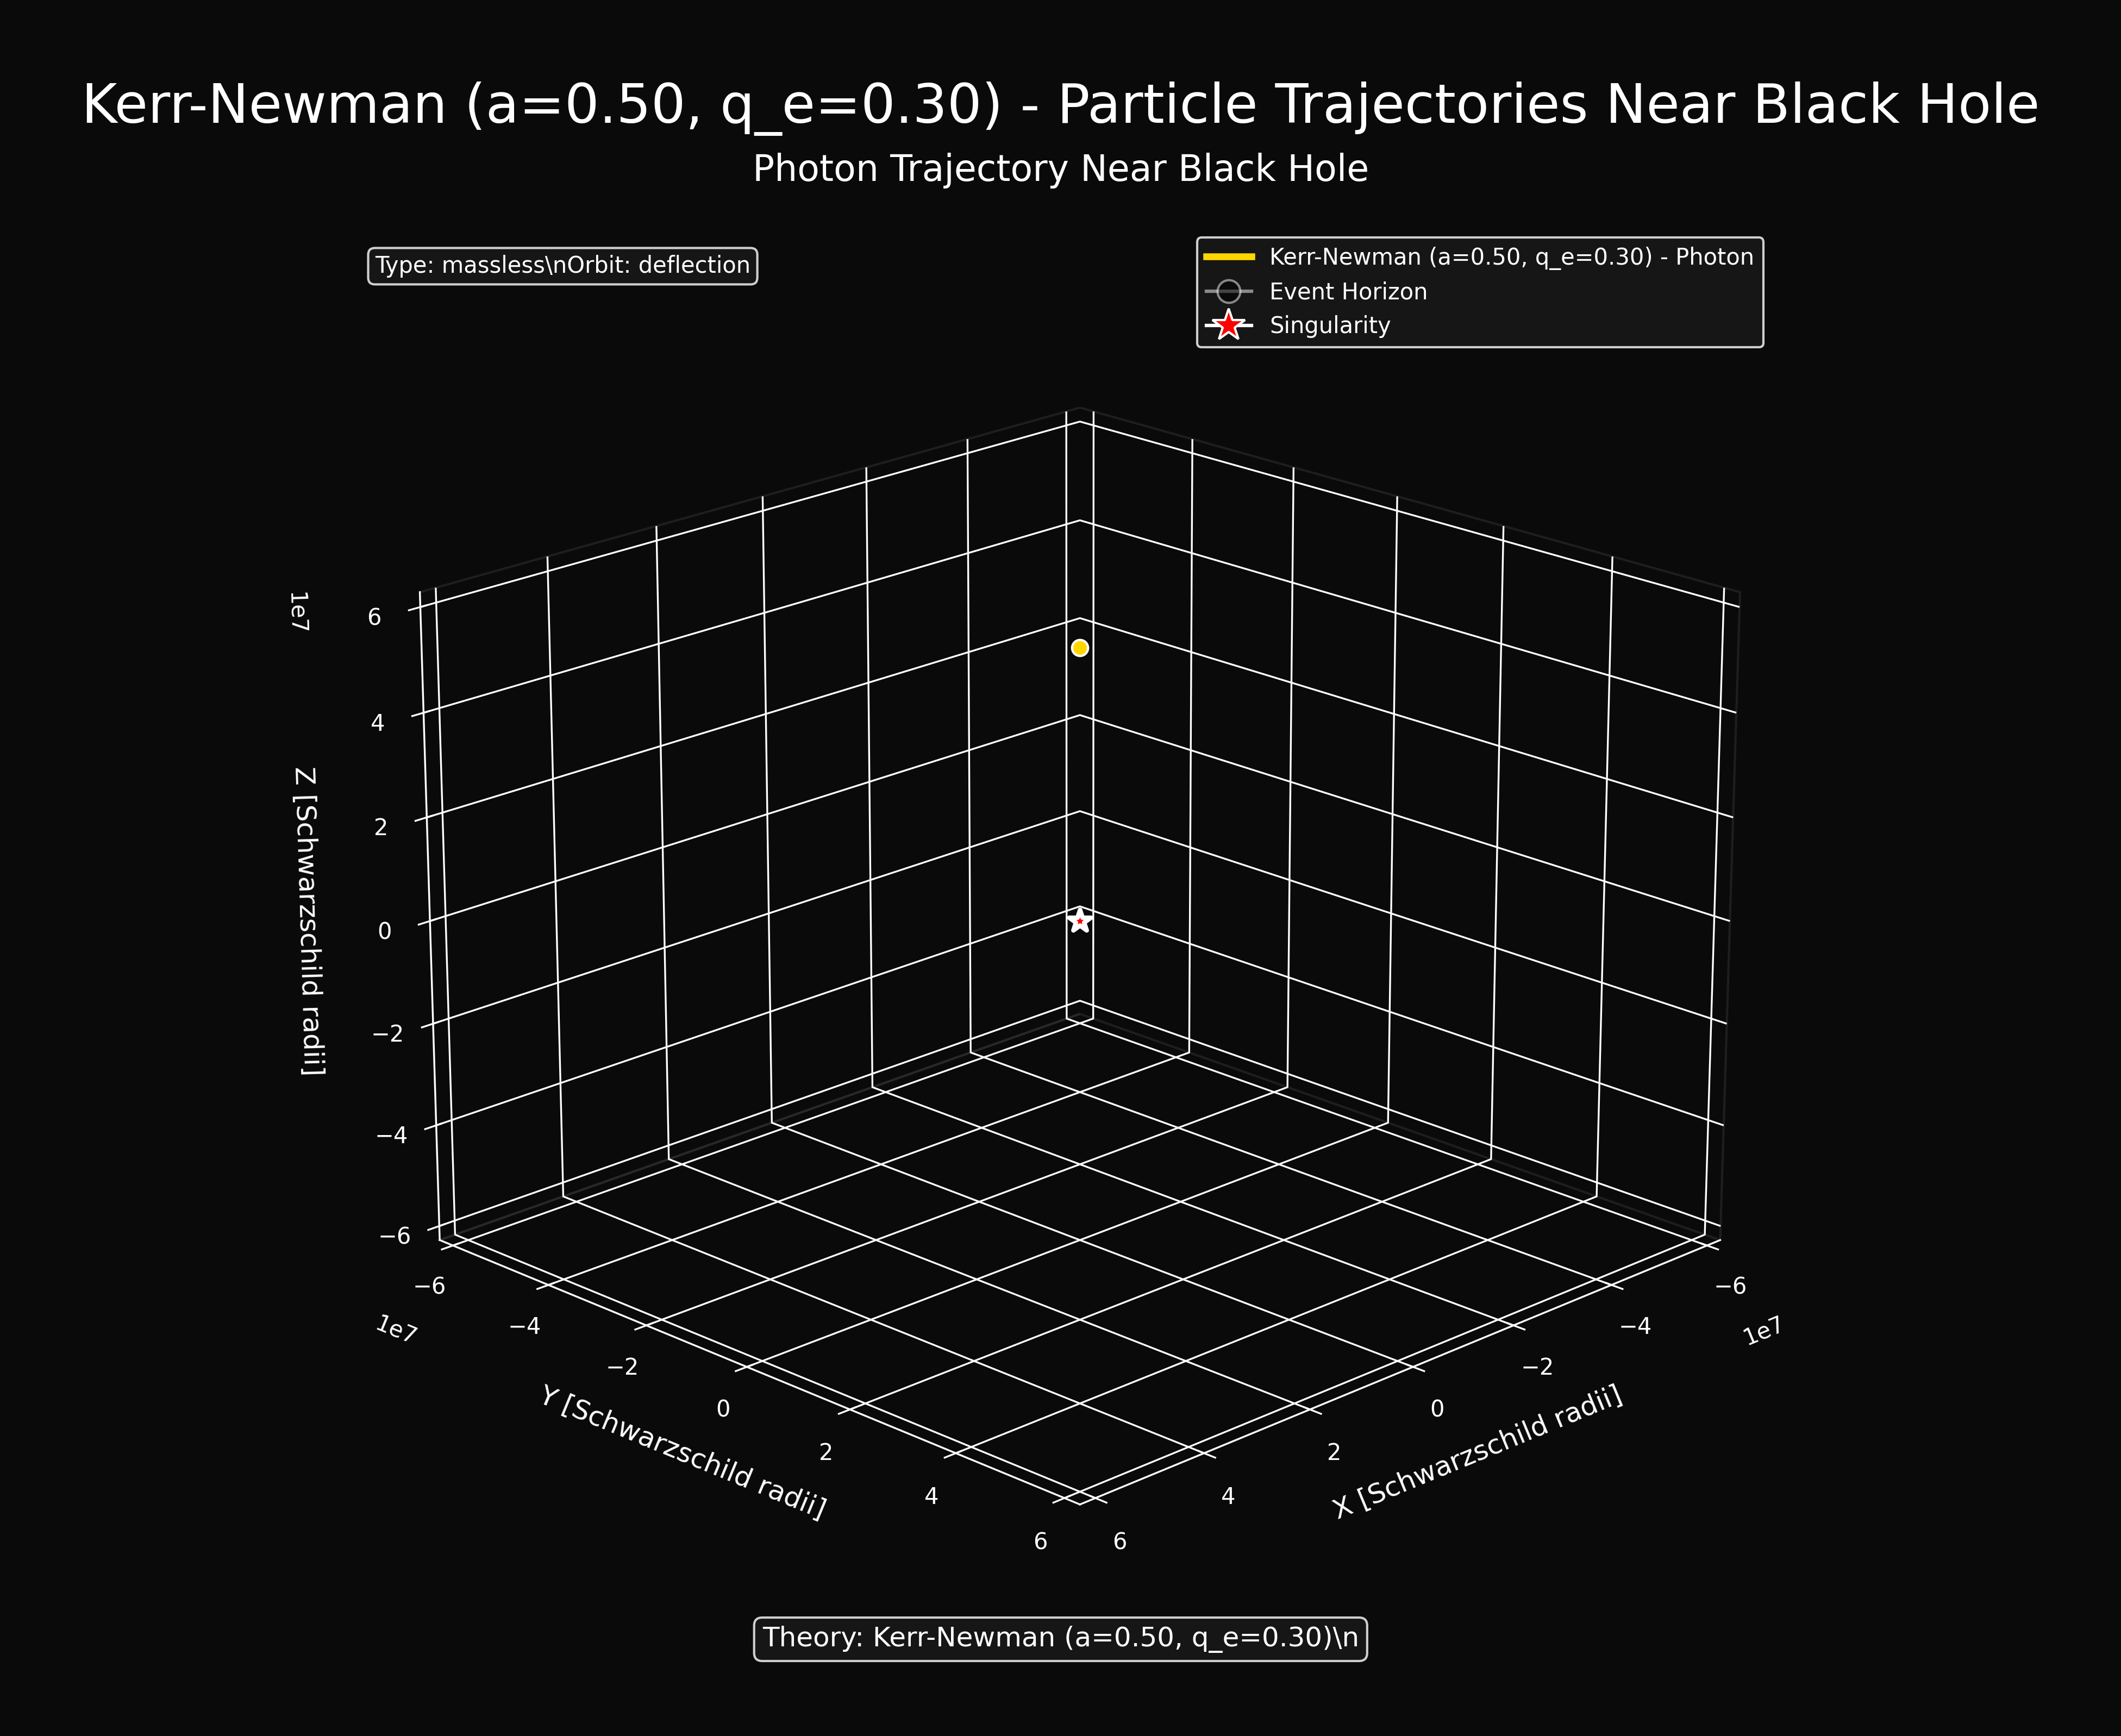 Kerr-Newman (a=0.50, q_e=0.30) - Particle Trajectories Near Black Hole
Photon Trajectory Near Black Hole
Type: massless\nOrbit: deflection
Kerr-Newman (a=0.50, q_e=0.30) - Photon
Event Horizon
Singularity
1e7
6
4
2
0
−2
−4
−6
Z [Schwarzschild radii]
−6
−4
−2
0
2
4
6
1e7
Y [Schwarzschild radii]
6
4
2
0
−2
−4
−6
1e7
X [Schwarzschild radii]
Theory: Kerr-Newman (a=0.50, q_e=0.30)\n